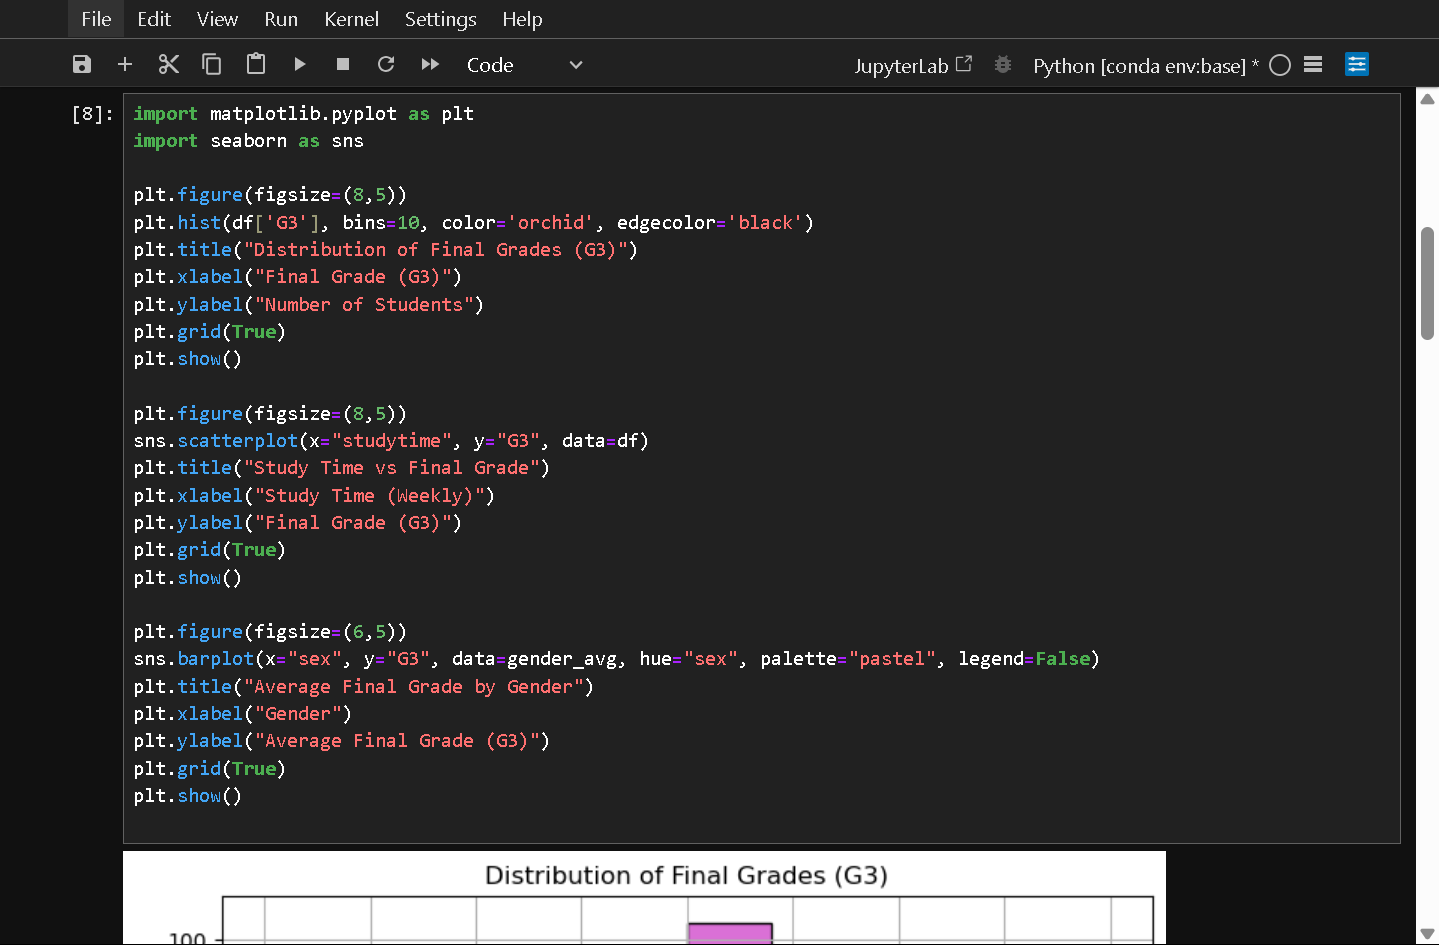 File Edit View Run Kernel Settings Help
Code JupyterLab Python [conda env:base] *
[8]: import matplotlib.pyplot as plt
import seaborn as sns
plt.figure(figsize=(8,5))
plt.hist(df['G3'], bins=10, color='orchid', edgecolor='black')
plt.title("Distribution of Final Grades (G3)")
plt.xlabel("Final Grade (G3)")
plt.ylabel("Number of Students")
plt.grid(True)
plt.show()
plt.figure(figsize=(8,5))
sns.scatterplot(x="studytime", y="G3", data=df)
plt.title("Study Time vs Final Grade")
plt.xlabel("Study Time (Weekly)")
plt.ylabel("Final Grade (G3)")
plt.grid(True)
plt.show()
plt.figure(figsize=(6,5))
sns.barplot(x="sex", y="G3", data=gender_avg, hue="sex", palette="pastel", legend=False)
plt.title("Average Final Grade by Gender")
plt.xlabel("Gender")
plt.ylabel("Average Final Grade (G3)")
plt.grid(True)
plt.show()
Distribution of Final Grades (G3)
100